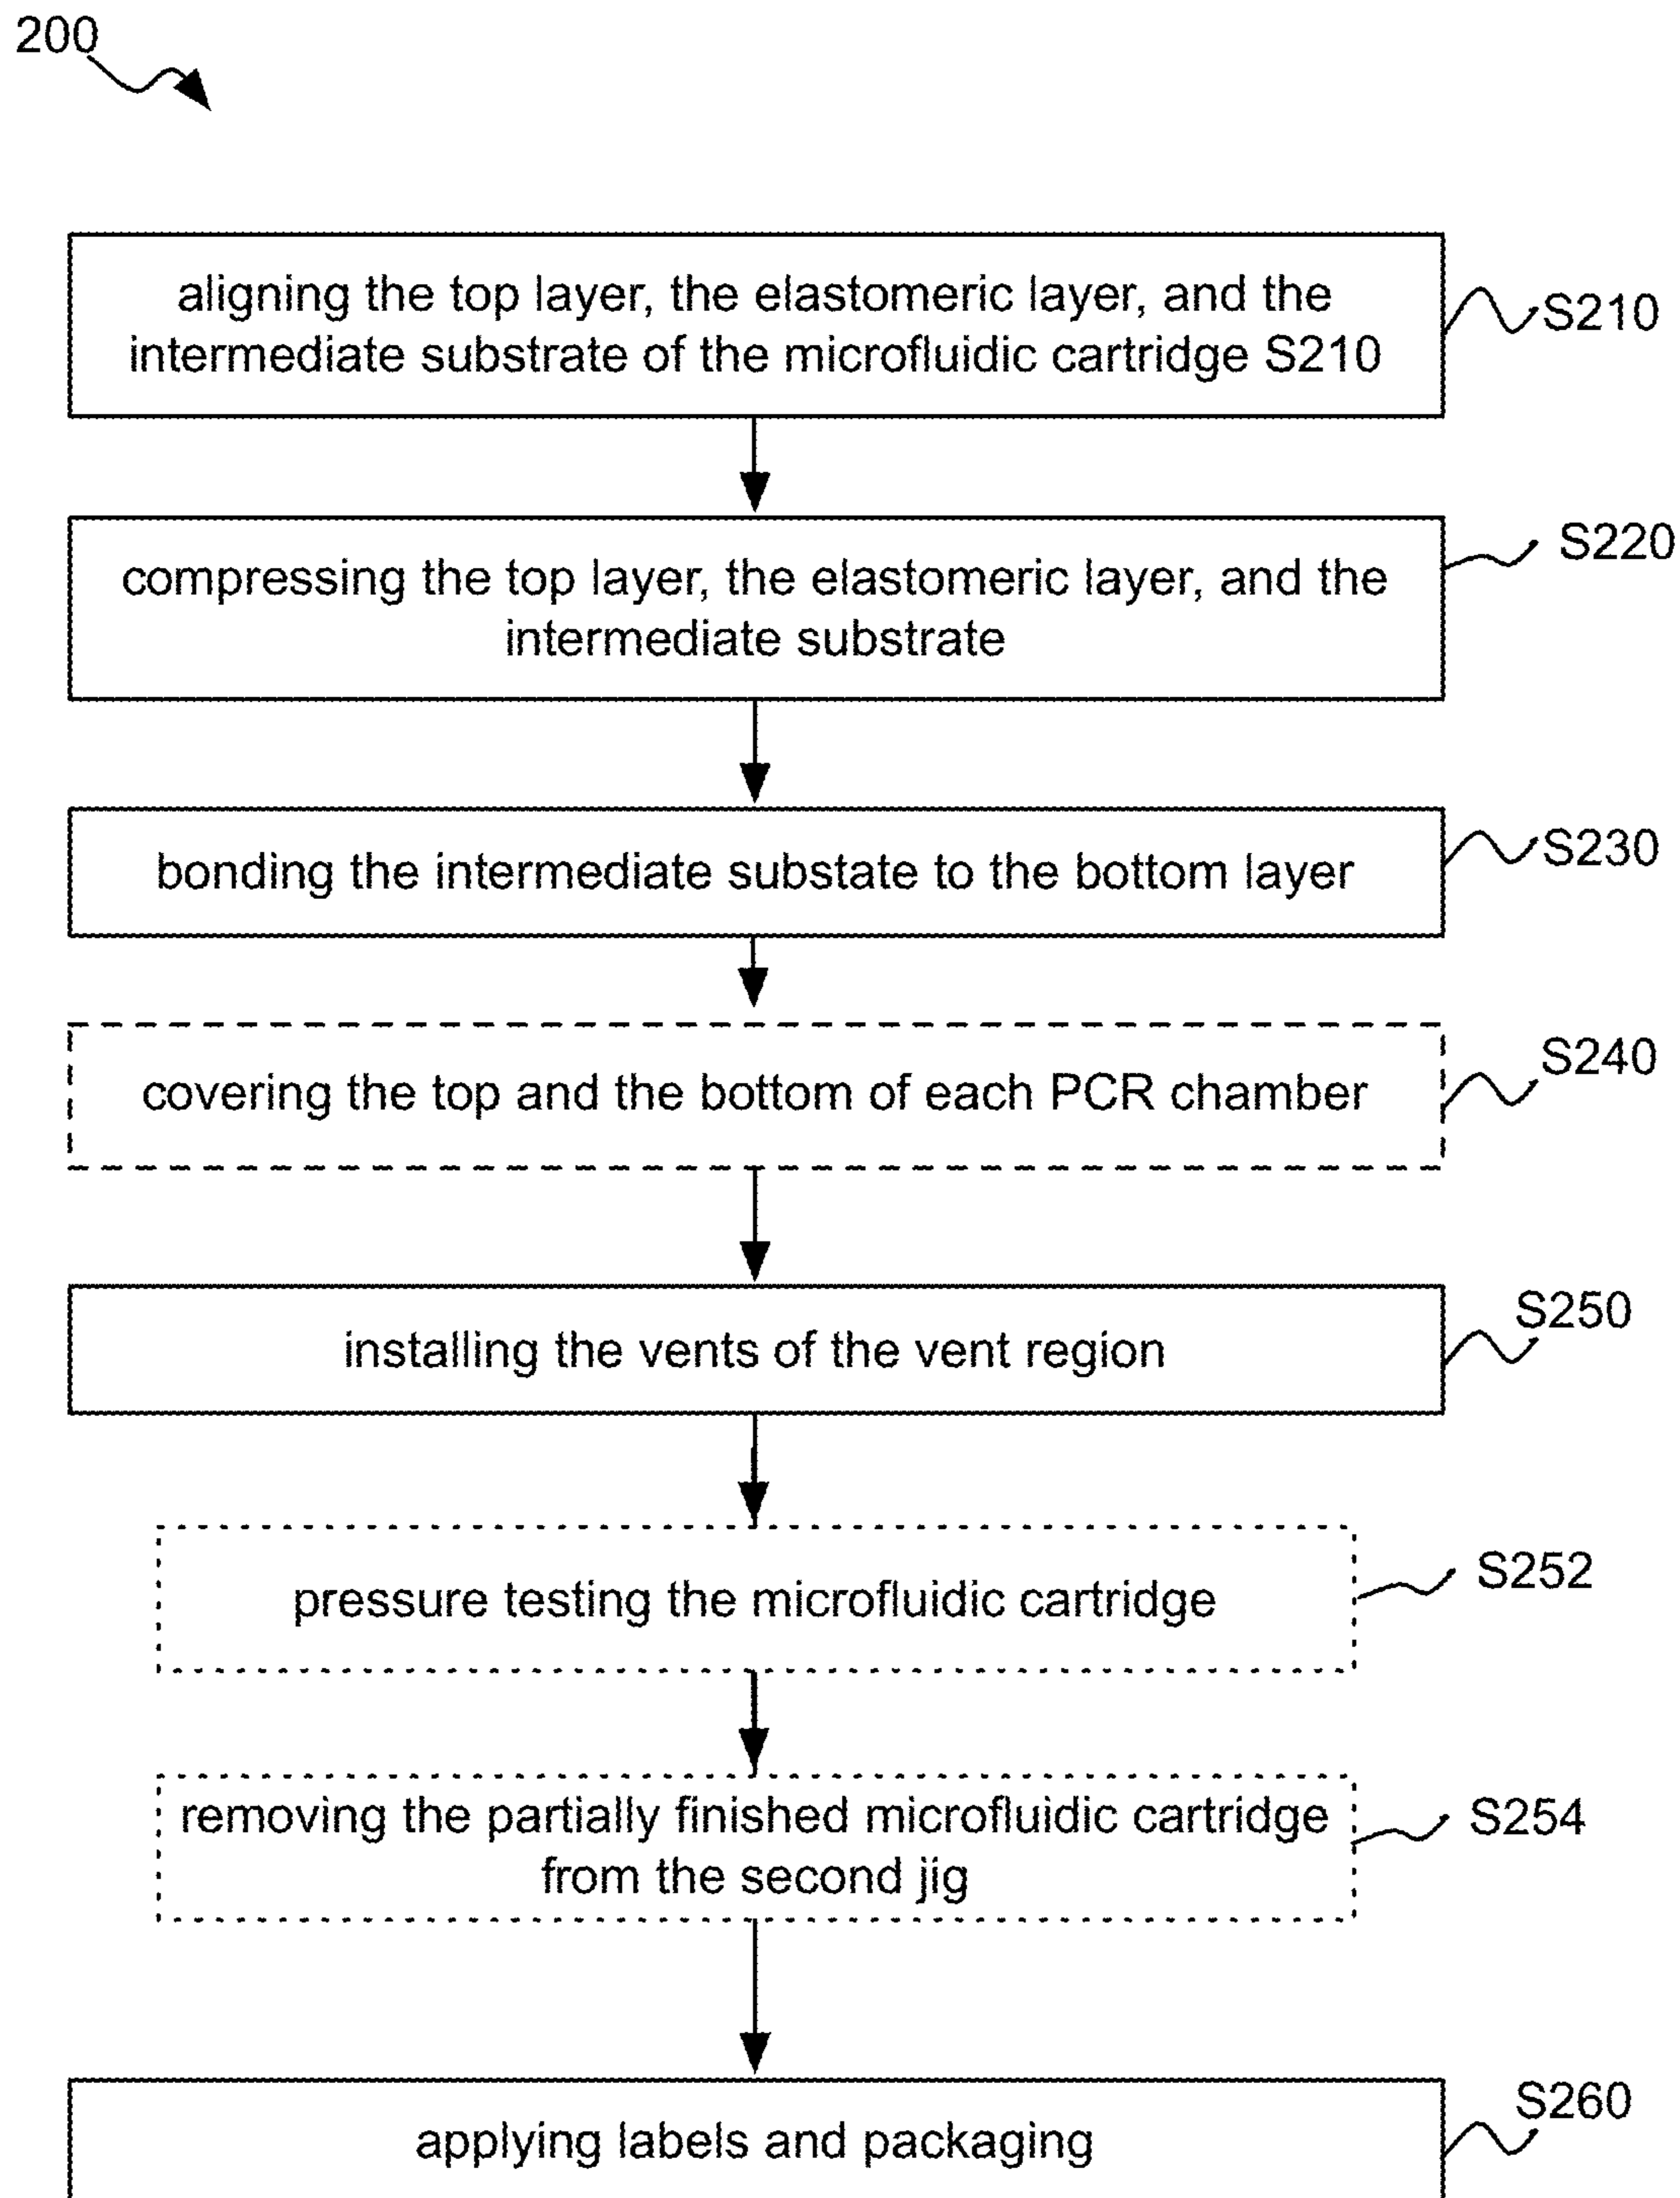 200
aligning the top layer, the elastomeric layer, and the
intermediate substrate of the microfluidic cartridge S210
S210
compressing the top layer, the elastomeric layer, and the
intermediate substrate
S220
bonding the intermediate substate to the bottom layer
S230
covering the top and the bottom of each PCR chamber
S240
installing the vents of the vent region
S250
pressure testing the microfluidic cartridge
S252
removing the partially finished microfluidic cartridge
from the second jig
S254
applying labels and packaging
S260